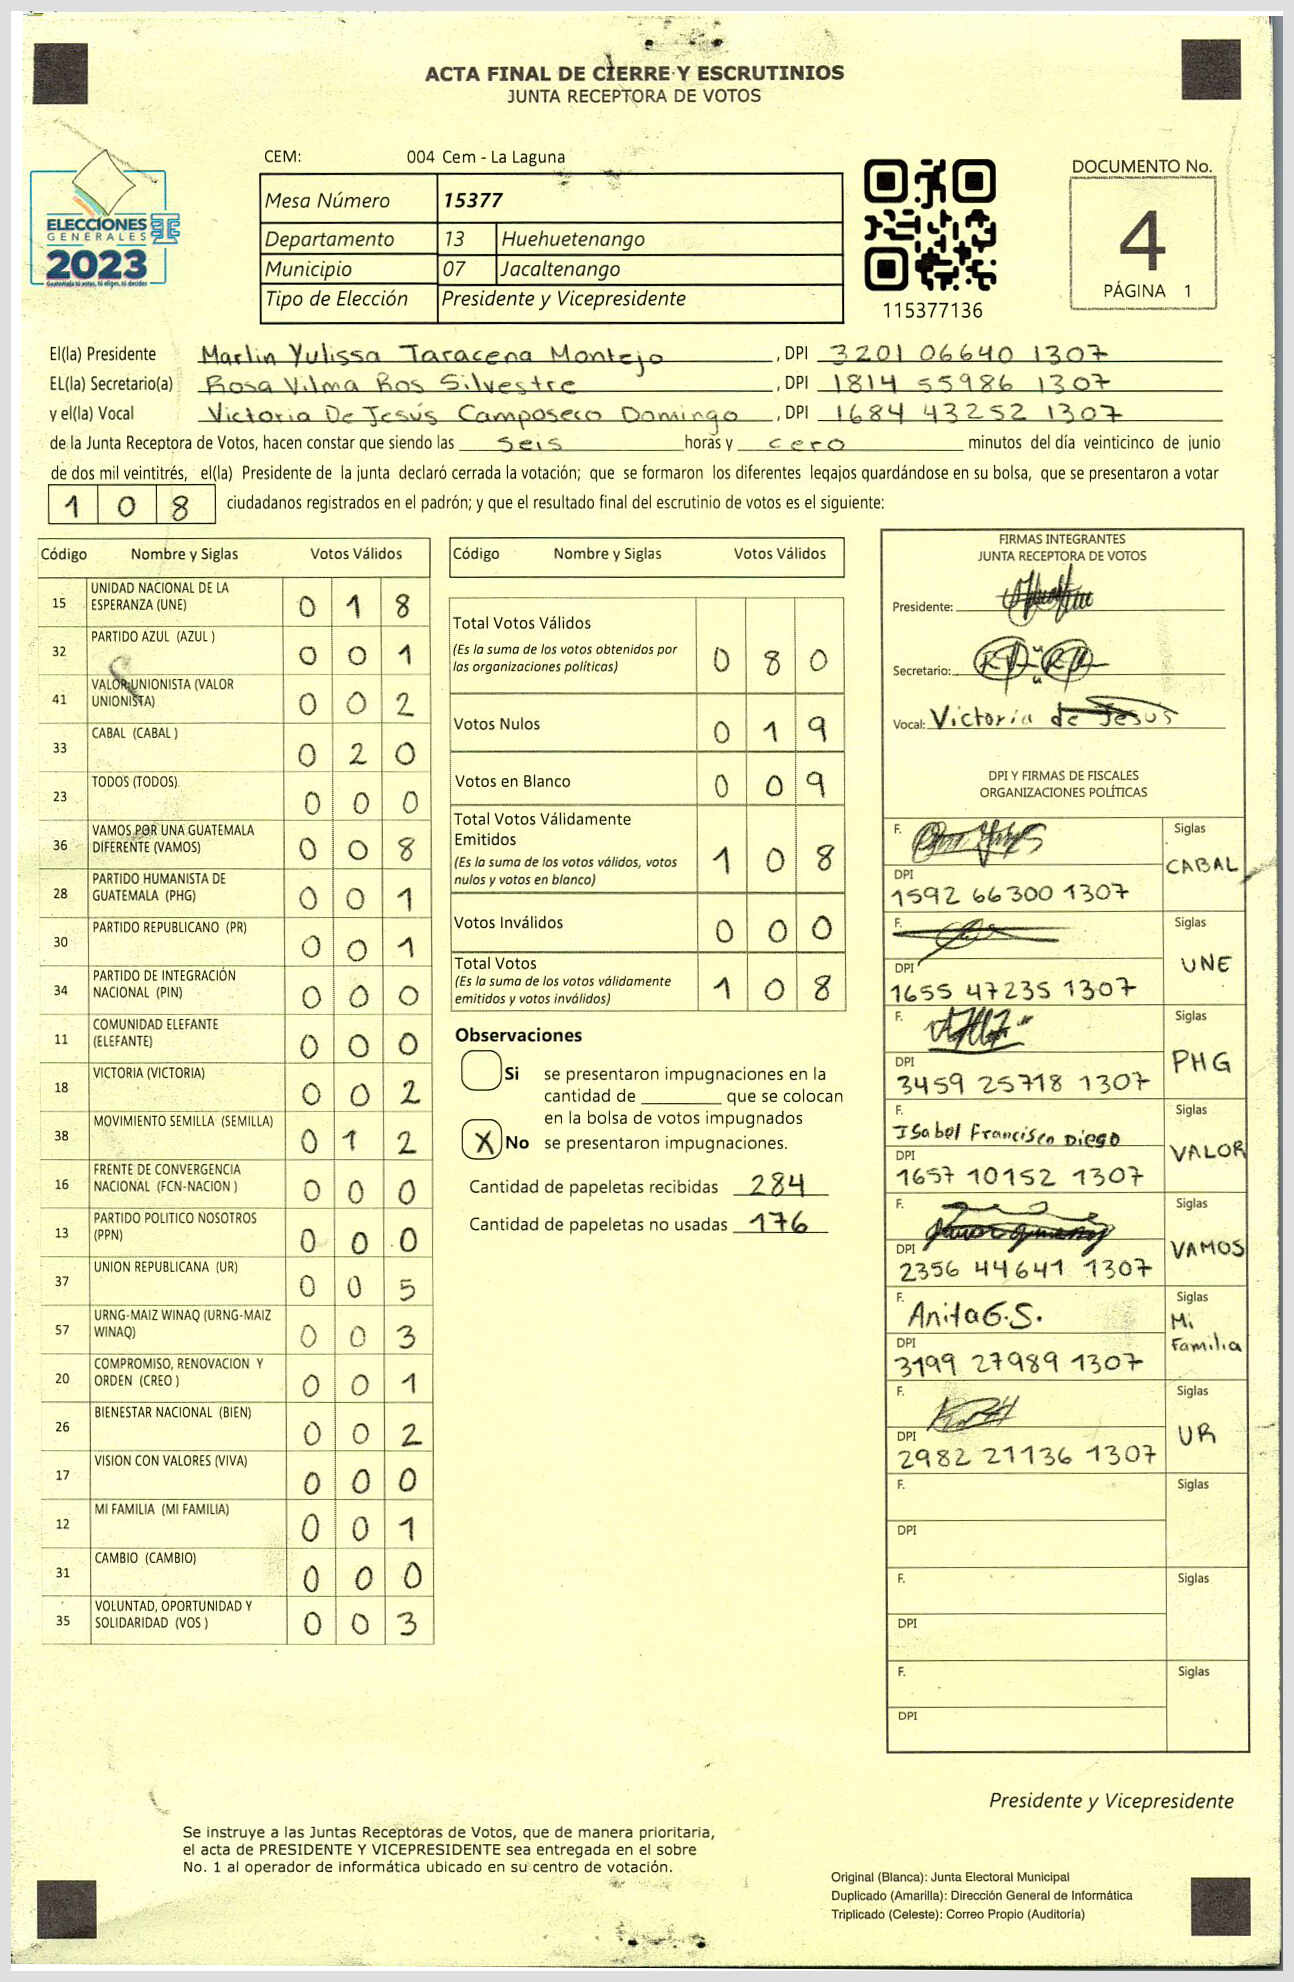 ACTA FINAL DE CIERRE Y ESCRUTINIOS
JUNTA RECEPTORA DE VOTOS
CEM: 004 Cem - La Laguna
ELECCIONES
GENERALES
2023
Guatemala tú votas, tú eliges, tú decides
Mesa Número 15377
Departamento 13 Huehuetenango
Municipio 07 Jacaltenango
Tipo de Elección Presidente y Vicepresidente
115377136
DOCUMENTO No.
4
PÁGINA 1
El(la) Presidente Marlin Yulissa Taracena Montejo, DPI 3201 06640 1307
EL(la) Secretario(a) Rosa Vilma Ros Silvestre, DPI 1814 55986 1307
y el(la) Vocal Victoria De Jesús Camposeco Domingo, DPI 1684 43252 1307
de la Junta Receptora de Votos, hacen constar que siendo las seis horas y cero minutos del día veinticinco de junio
de dos mil veintitrés, el(la) Presidente de la junta declaró cerrada la votación; que se formaron los diferentes legajos guardándose en su bolsa, que se presentaron a votar
108 ciudadanos registrados en el padrón; y que el resultado final del escrutinio de votos es el siguiente:
Código Nombre y Siglas Votos Válidos
15 UNIDAD NACIONAL DE LA
ESPERANZA (UNE) 0 1 8
32 PARTIDO AZUL (AZUL ) 0 0 1
41 VALOR UNIONISTA (VALOR
UNIONISTA) 0 0 2
33 CABAL (CABAL ) 0 2 0
23 TODOS (TODOS) 0 0 0
36 VAMOS POR UNA GUATEMALA
DIFERENTE (VAMOS) 0 0 8
28 PARTIDO HUMANISTA DE
GUATEMALA (PHG) 0 0 1
30 PARTIDO REPUBLICANO (PR) 0 0 1
34 PARTIDO DE INTEGRACIÓN
NACIONAL (PIN) 0 0 0
11 COMUNIDAD ELEFANTE
(ELEFANTE) 0 0 0
18 VICTORIA (VICTORIA) 0 0 2
38 MOVIMIENTO SEMILLA (SEMILLA) 0 1 2
16 FRENTE DE CONVERGENCIA
NACIONAL (FCN-NACION ) 0 0 0
13 PARTIDO POLITICO NOSOTROS
(PPN) 0 0 0
37 UNION REPUBLICANA (UR) 0 0 5
57 URNG-MAIZ WINAQ (URNG-MAIZ
WINAQ) 0 0 3
20 COMPROMISO, RENOVACION Y
ORDEN (CREO ) 0 0 1
26 BIENESTAR NACIONAL (BIEN) 0 0 2
17 VISION CON VALORES (VIVA) 0 0 0
12 MI FAMILIA (MI FAMILIA) 0 0 1
31 CAMBIO (CAMBIO) 0 0 0
35 VOLUNTAD, OPORTUNIDAD Y
SOLIDARIDAD (VOS ) 0 0 3
Código Nombre y Siglas Votos Válidos
Total Votos Válidos
(Es la suma de los votos obtenidos por
las organizaciones políticas) 0 8 0
Votos Nulos 0 1 9
Votos en Blanco 0 0 9
Total Votos Válidamente
Emitidos
(Es la suma de los votos válidos, votos
nulos y votos en blanco) 1 0 8
Votos Inválidos 0 0 0
Total Votos
(Es la suma de los votos válidamente
emitidos y votos inválidos) 1 0 8
Observaciones
Si se presentaron impugnaciones en la
cantidad de ________ que se colocan
en la bolsa de votos impugnados
X No se presentaron impugnaciones.
Cantidad de papeletas recibidas 284
Cantidad de papeletas no usadas 176
FIRMAS INTEGRANTES
JUNTA RECEPTORA DE VOTOS
Presidente:
Secretario:
Vocal: Victoria de Jesus
DPI Y FIRMAS DE FISCALES
ORGANIZACIONES POLÍTICAS
F. Siglas
CABAL
DPI
1592 66300 1307
F. Siglas
UNE
DPI
1655 47235 1307
F. Siglas
PHG
DPI
3459 25718 1307
F. Siglas
Isabel Francisco Diego
VALOR
DPI
1657 10152 1307
F. Siglas
VAMOS
DPI
2356 44641 1307
F. Siglas
Anita G.S.
Mi
Familia
DPI
3199 27989 1307
F. Siglas
UR
DPI
2982 21136 1307
F. Siglas
DPI
F. Siglas
DPI
F. Siglas
DPI
Presidente y Vicepresidente
Se instruye a las Juntas Receptoras de Votos, que de manera prioritaria,
el acta de PRESIDENTE Y VICEPRESIDENTE sea entregada en el sobre
No. 1 al operador de informática ubicado en su centro de votación.
Original (Blanca): Junta Electoral Municipal
Duplicado (Amarilla): Dirección General de Informática
Triplicado (Celeste): Correo Propio (Auditoría)